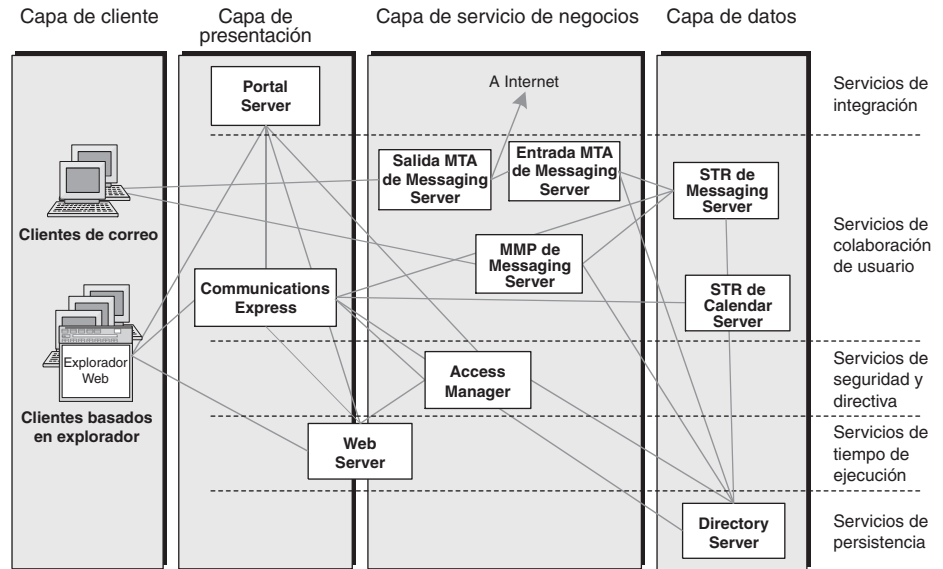 Capa de cliente
Capa de
presentación
Capa de servicio de negocios
Capa de datos
Portal
Server
A Internet
Servicios de
integración
Salida MTA
de Messaging
Server
Entrada MTA
de Messaging
Server
STR de
Messaging
Server
Clientes de correo
MMP de
Messaging
Server
Servicios de
colaboración
de usuario
Communications
Express
STR de
Calendar
Server
Explorador
Web
Clientes basados
en explorador
Access
Manager
Servicios de
seguridad y
directiva
Web
Server
Servicios de
tiempo de
ejecución
Directory
Server
Servicios de
persistencia